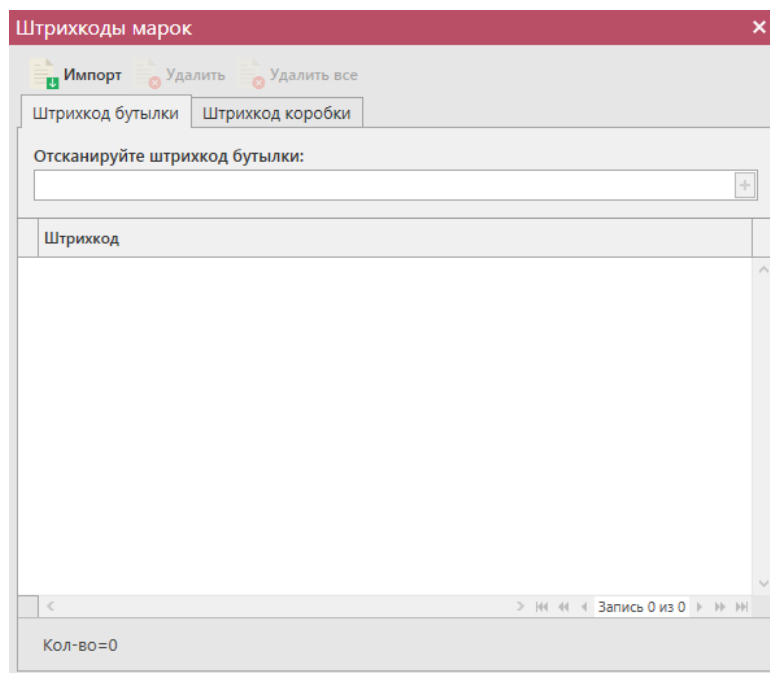 Штрихкоды марок
Импорт Удалить Удалить все
Штрихкод бутылки Штрихкод коробки
Отсканируйте штрихкод бутылки:
Штрихкод
Запись 0 из 0
Кол-во=0